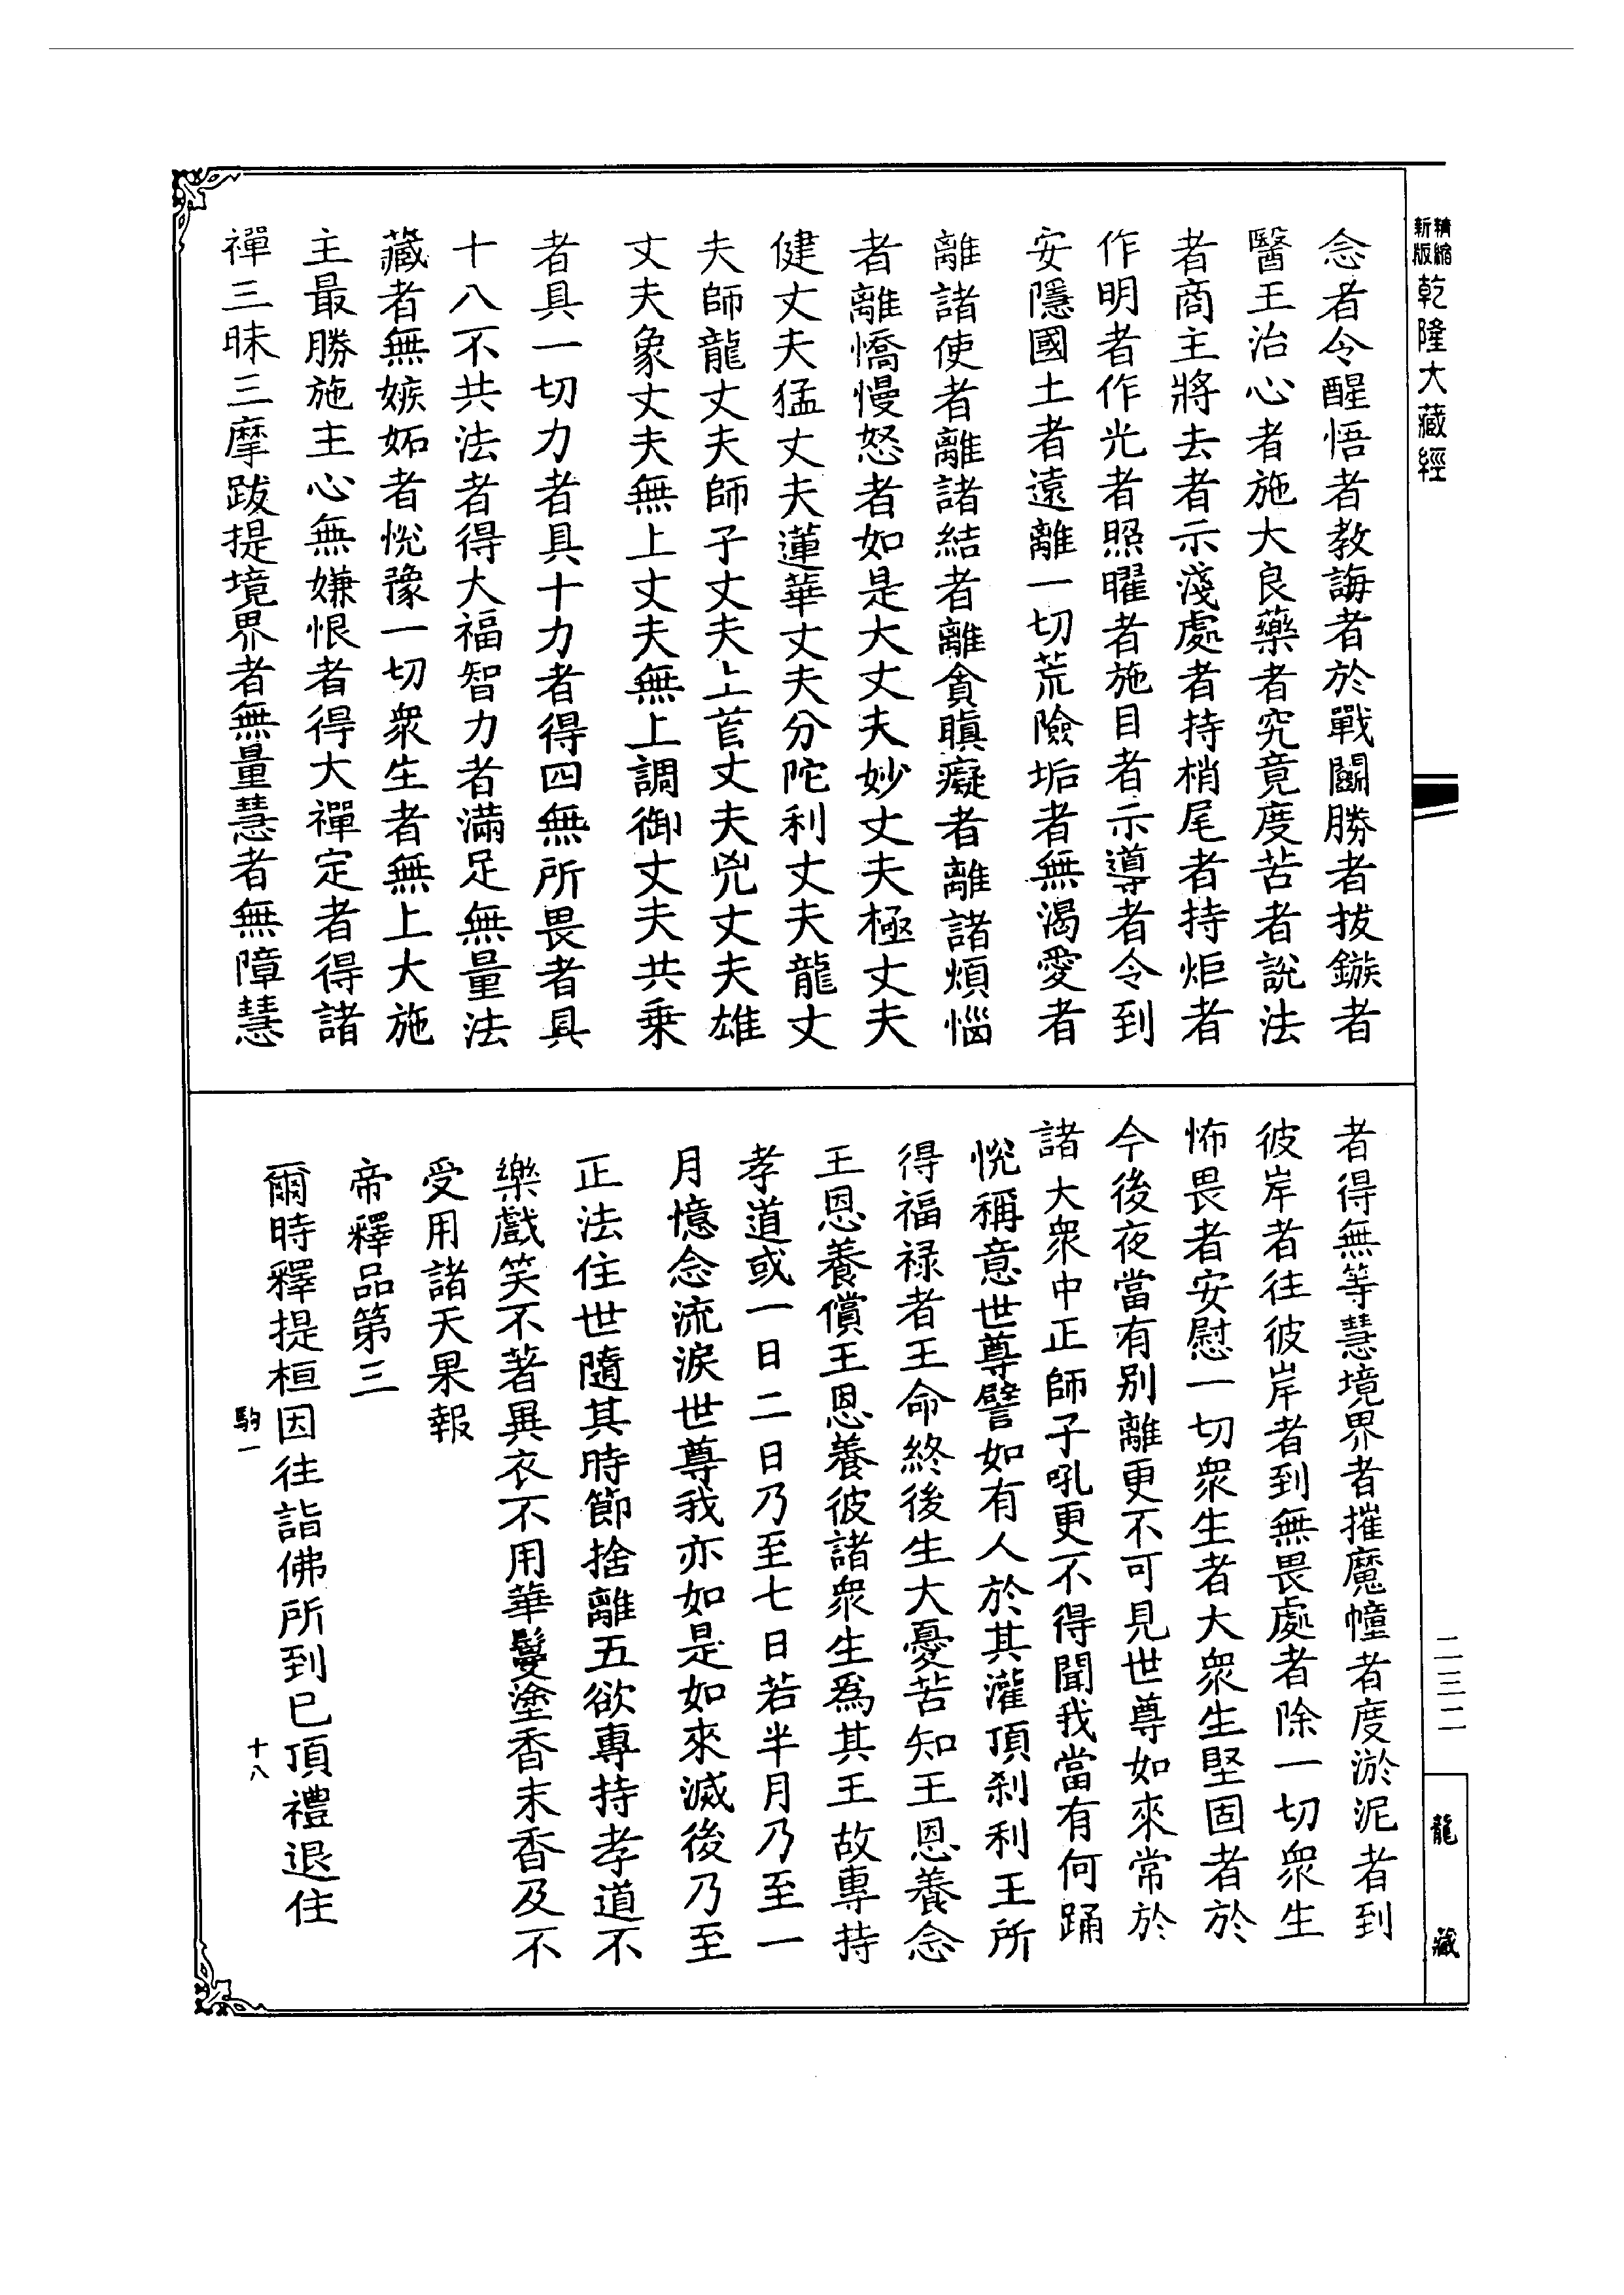 精縮
新版
乾隆大藏經
念者令醒悟者教誨者於戰鬬勝者拔鏃者
醫王治心者施大良藥者究竟度苦者說法
者商主將去者示淺處者持梢尾者持炬者
作明者作光者照曜者施目者示導者令到
安隱國土者遠離一切荒險垢者無渴愛者
離諸使者離諸結者離貪瞋癡者離諸煩惱
者離憍慢怒者如是大丈夫妙丈夫極丈夫
健丈夫猛丈夫蓮華丈夫分陀利丈夫龍丈
夫師龍丈夫師子丈夫上首丈夫兇丈夫雄
丈夫象丈夫無上丈夫無上調御丈夫共乗
者具一切力者具十力者得四無所畏者具
十八不共法者得大福智力者滿足無量法
藏者無嫉妬者恱豫一切衆生者無上大施
主最勝施主心無嫌恨者得大禪定者得諸
禪三昧三摩跋提境界者無量慧者無障慧
者得無等慧境界者摧魔幢者度淤泥者到
彼岸者往彼岸者到無畏處者除一切衆生
怖畏者安慰一切衆生者大衆生堅固者於
今後夜當有別離更不可見世尊如來常於
諸大衆中正師子吼更不得聞我當有何踊
恱稱意世尊譬如有人於其灌頂剎利王所
得福禄者王命終後生大憂苦知王恩養念
王恩養償王恩養彼諸衆生爲其王故專持
孝道或一日二日乃至七日若半月乃至一
月憶念流淚世尊我亦如是如來滅後乃至
正法住世隨其時節捨離五欲專持孝道不
樂戲笑不著異衣不用華鬘塗香末香及不
受用諸天果報
帝釋品第三
爾時釋提桓因往詣佛所到已頂禮退住
駒一
十八
二三二
龍藏